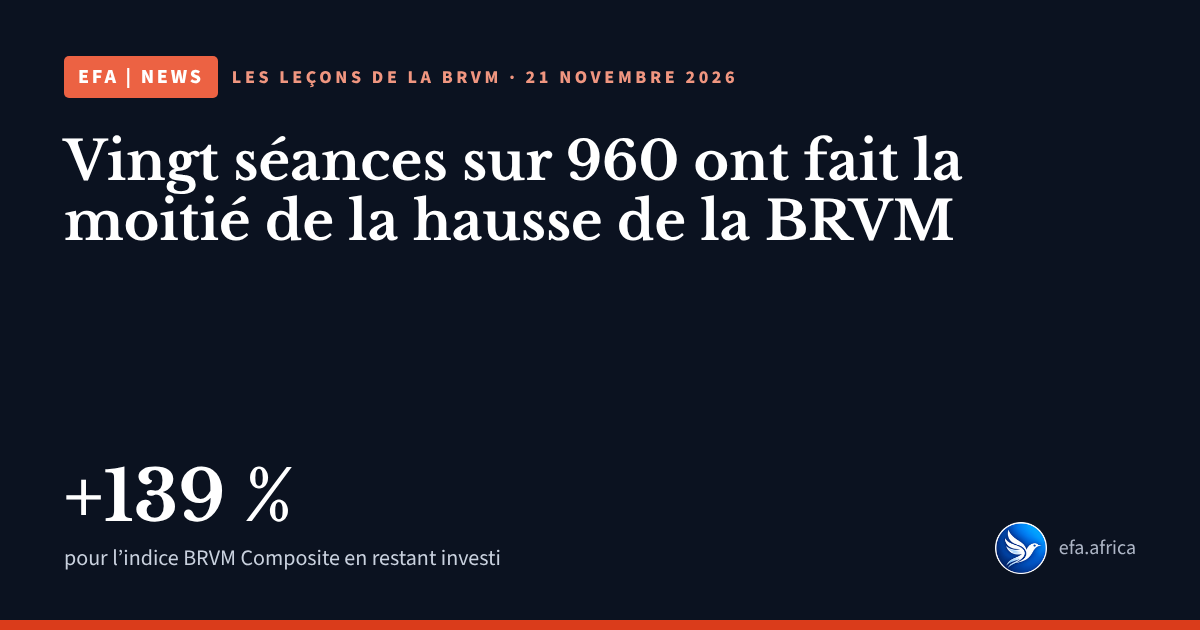 EFA | NEWS LES LEÇONS DE LA BRVM · 21 NOVEMBRE 2026
Vingt séances sur 960 ont fait la
moitié de la hausse de la BRVM
+139 %
pour l’indice BRVM Composite en restant investi
efa.africa